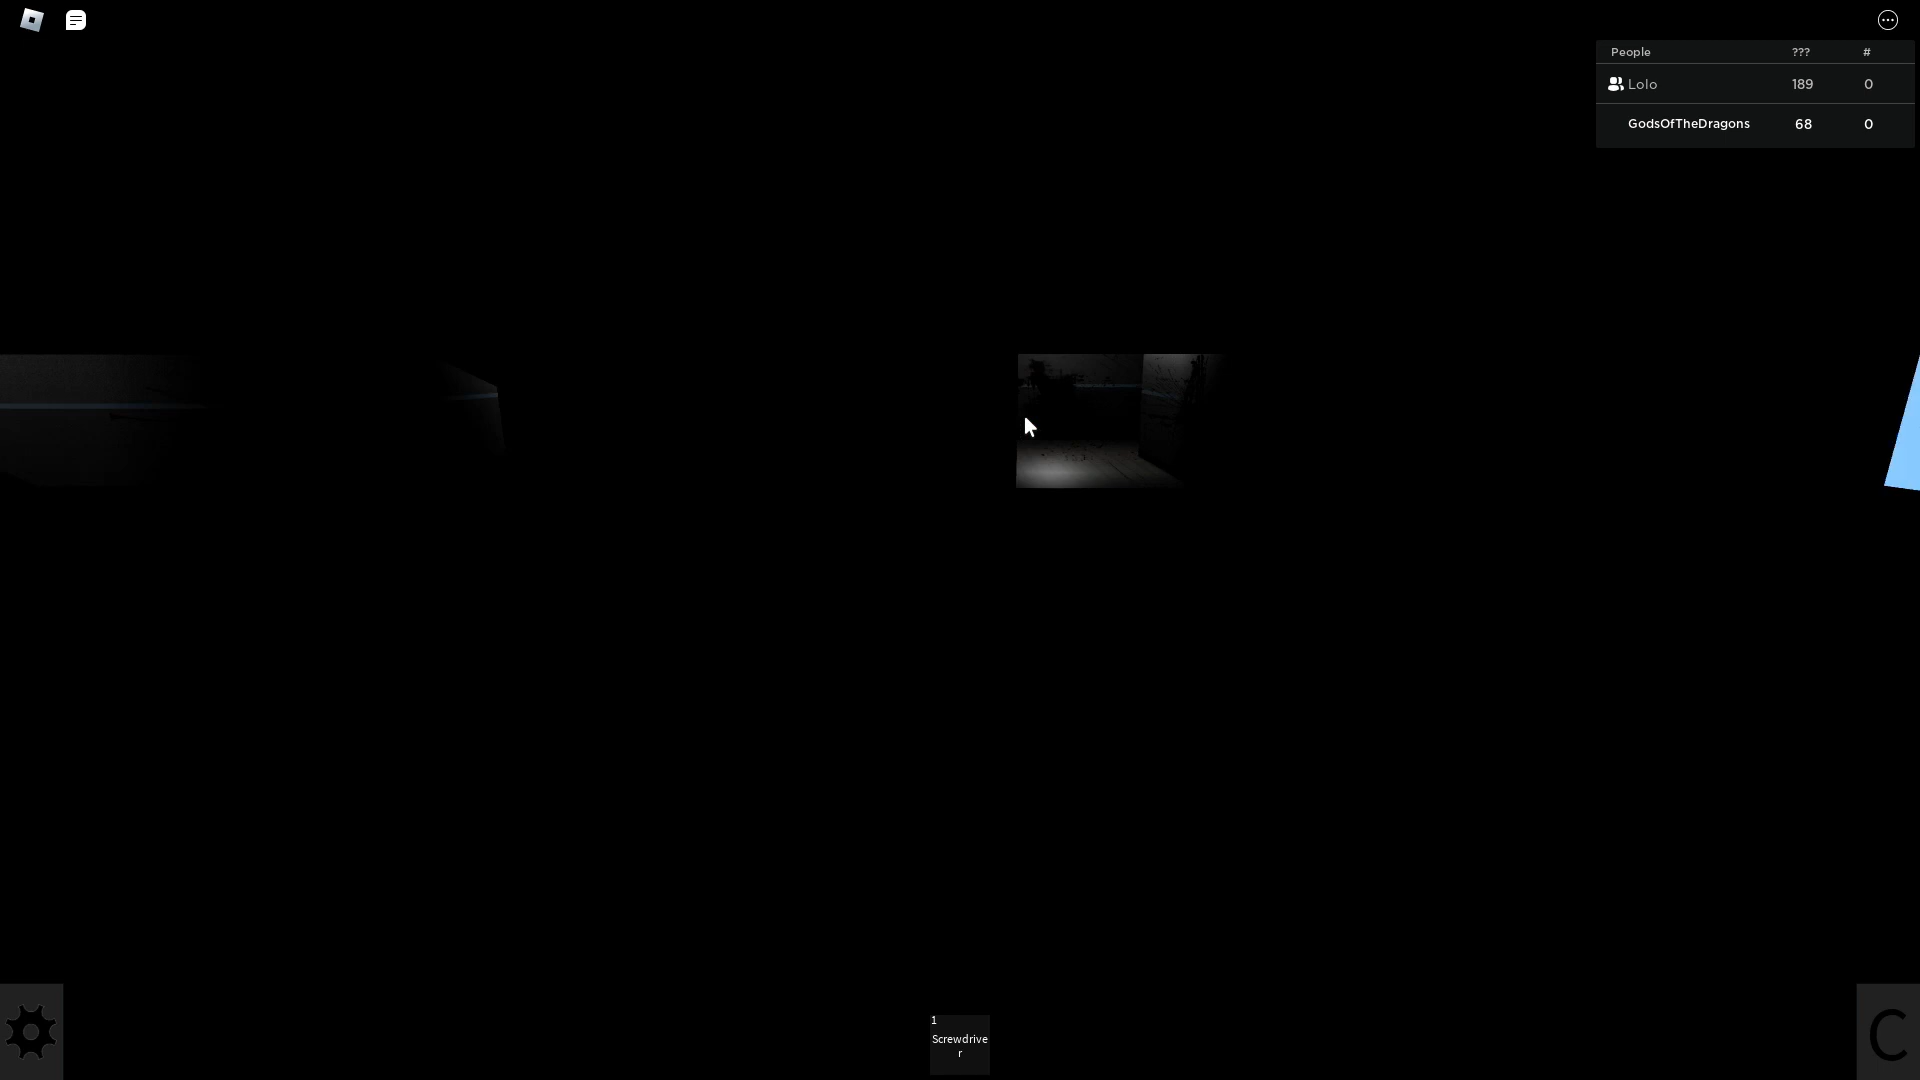 People ??? #
Lolo 189 0
GodsOfTheDragons 68 0
1
Screwdrive
r
C